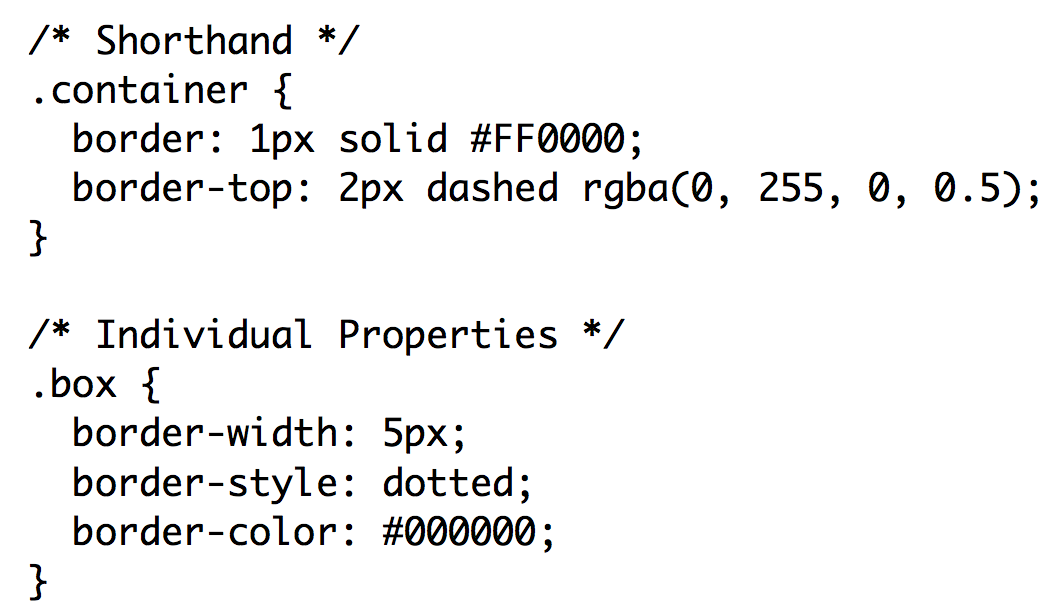 /* Shorthand */
.container {
  border: 1px solid #FF0000;
  border-top: 2px dashed rgba(0, 255, 0, 0.5);
}

/* Individual Properties */
.box {
  border-width: 5px;
  border-style: dotted;
  border-color: #000000;
}